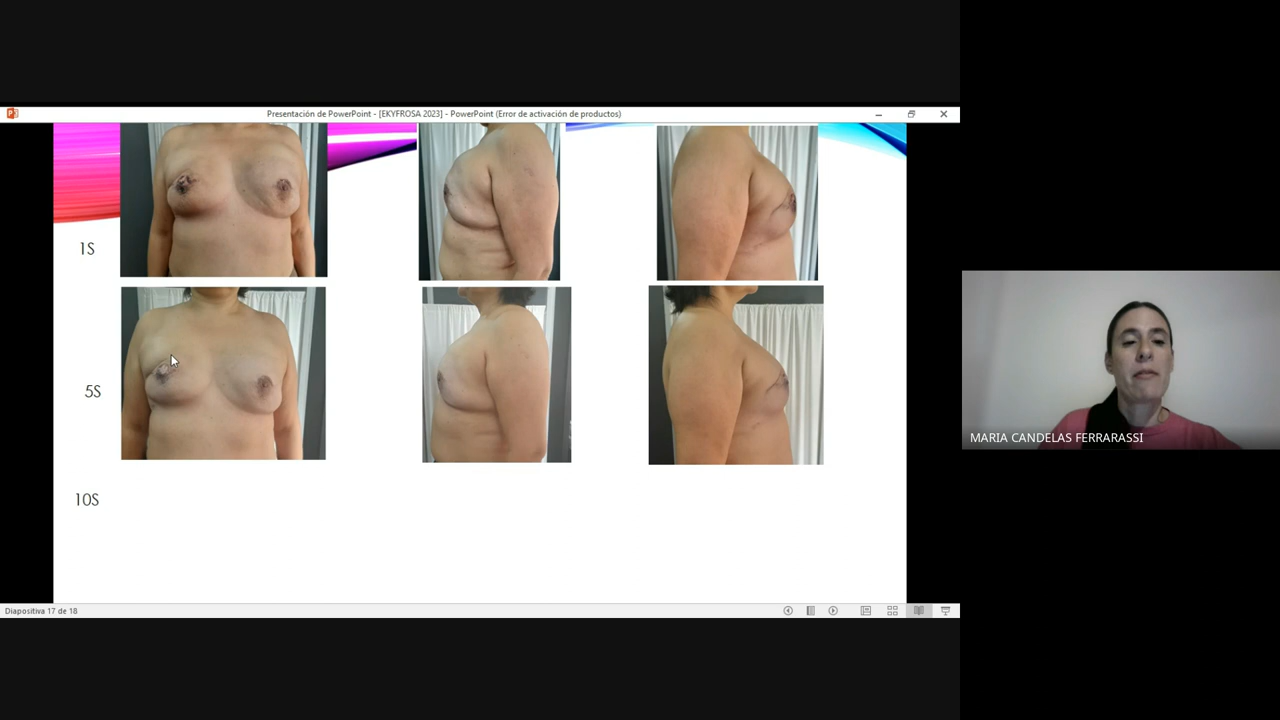 Presentación de PowerPoint - [EKYFROSA 2023] - PowerPoint (Error de activación de productos)
1S
5S
10S
MARIA CANDELAS FERRARASSI
Diapositiva 17 de 18